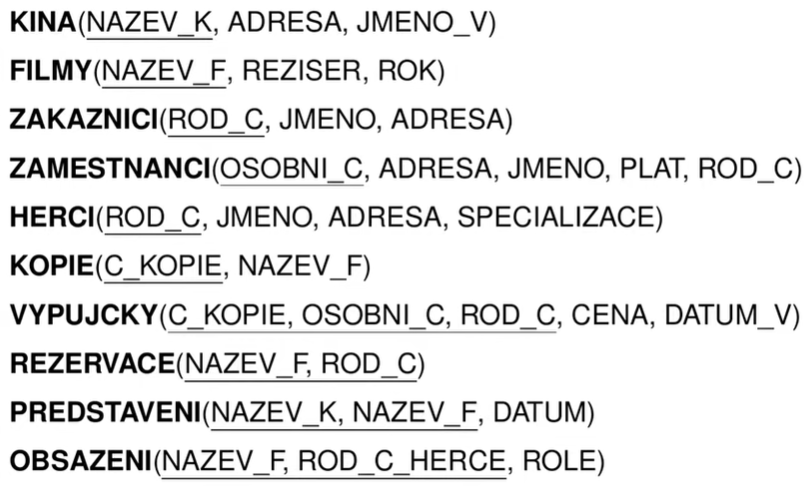 KINA(NAZEV_K, ADRESA, JMENO_V)
FILMY(NAZEV_F, REZISER, ROK)
ZAKAZNICI(ROD_C, JMENO, ADRESA)
ZAMESTNANCI(OSOBNI_C, ADRESA, JMENO, PLAT, ROD_C)
HERCI(ROD_C, JMENO, ADRESA, SPECIALIZACE)
KOPIE(C_KOPIE, NAZEV_F)
VYPUJCKY(C_KOPIE, OSOBNI_C, ROD_C, CENA, DATUM_V)
REZERVACE(NAZEV_F, ROD_C)
PREDSTAVENI(NAZEV_K, NAZEV_F, DATUM)
OBSAZENI(NAZEV_F, ROD_C_HERCE, ROLE)